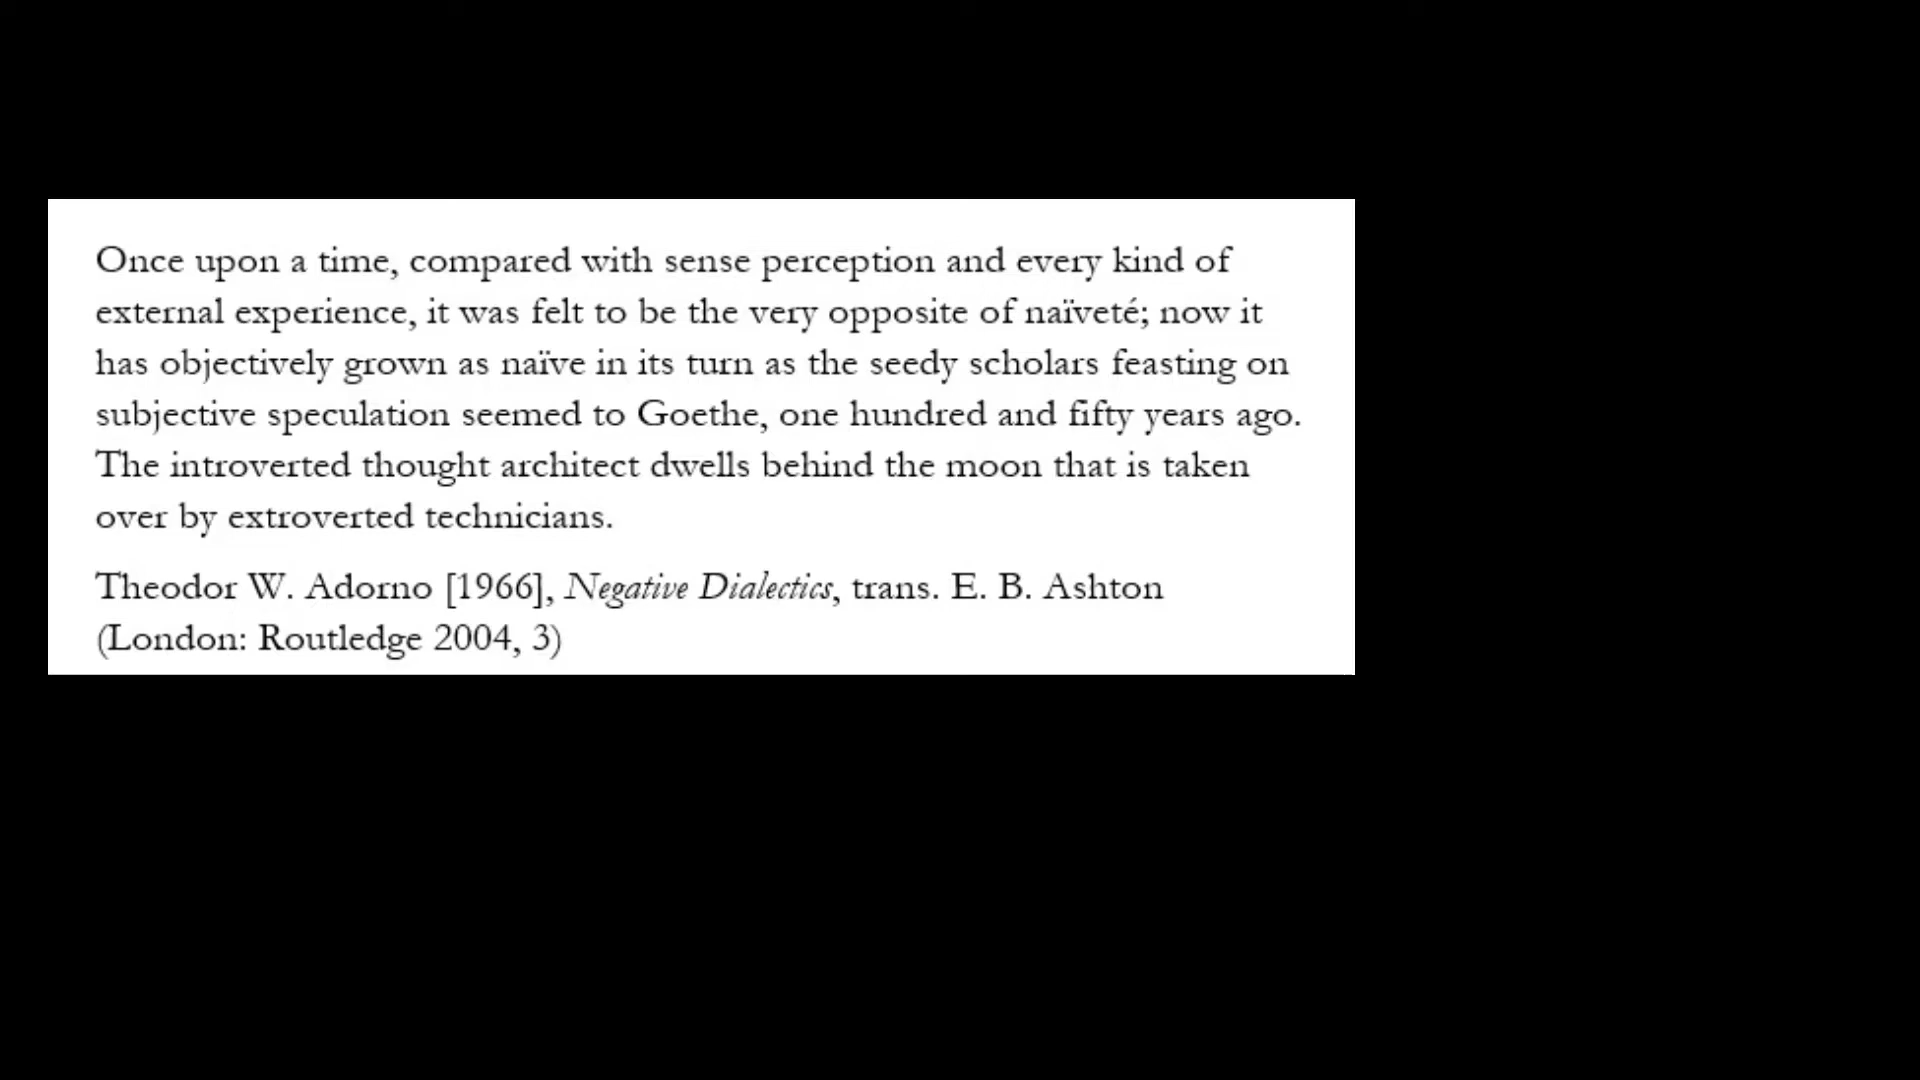 Once upon a time, compared with sense perception and every kind of
external experience, it was felt to be the very opposite of naïveté; now it
has objectively grown as naïve in its turn as the seedy scholars feasting on
subjective speculation seemed to Goethe, one hundred and fifty years ago.
The introverted thought architect dwells behind the moon that is taken
over by extroverted technicians.
Theodor W. Adorno [1966], Negative Dialectics, trans. E. B. Ashton
(London: Routledge 2004, 3)